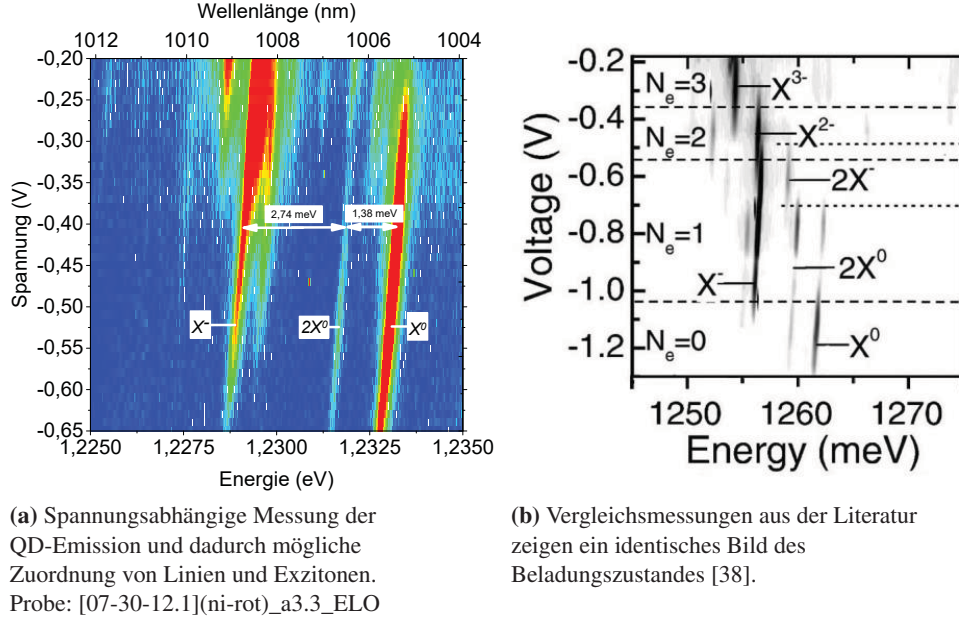 Wellenlänge (nm)
1012 1010 1008 1006 1004
Spannung (V)
-0,20
-0,25
-0,30
-0,35
-0,40
-0,45
-0,50
-0,55
-0,60
-0,65
2,74 meV
1,38 meV
X⁻
2X⁰
X⁰
1,2250 1,2275 1,2300 1,2325 1,2350
Energie (eV)
Voltage (V)
-0.2
-0.4
-0.6
-0.8
-1.0
-1.2
Nₑ=3
Nₑ=2
Nₑ=1
Nₑ=0
X³⁻
X²⁻
2X⁻
2X⁰
X⁻
X⁰
1250 1260 1270
Energy (meV)
(a) Spannungsabhängige Messung der
QD-Emission und dadurch mögliche
Zuordnung von Linien und Exzitonen.
Probe: [07-30-12.1](ni-rot)_a3.3_ELO
(b) Vergleichsmessungen aus der Literatur
zeigen ein identisches Bild des
Beladungszustandes [38].